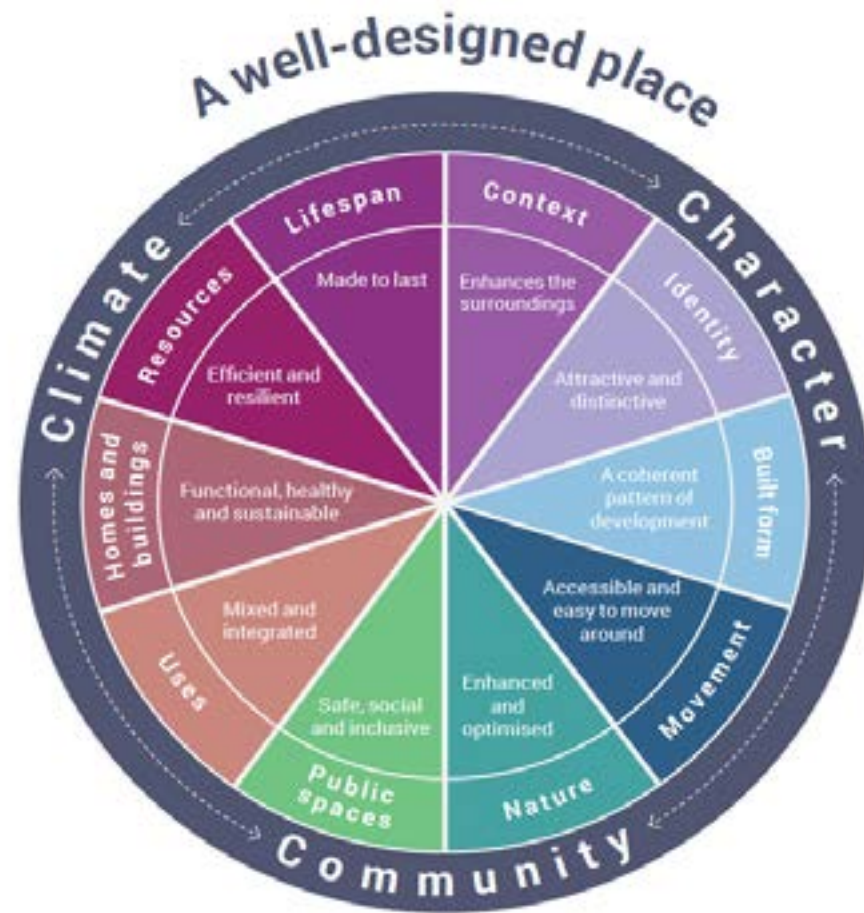 A well-designed place
Climate
Character
Community
Context
Enhances the
surroundings
Identity
Attractive and
distinctive
Built form
A coherent
pattern of
development
Movement
Accessible and
easy to move
around
Nature
Enhanced
and
optimised
Public
spaces
Safe, social
and inclusive
Uses
Mixed and
integrated
Homes and
buildings
Functional, healthy
and sustainable
Resources
Efficient and
resilient
Lifespan
Made to last